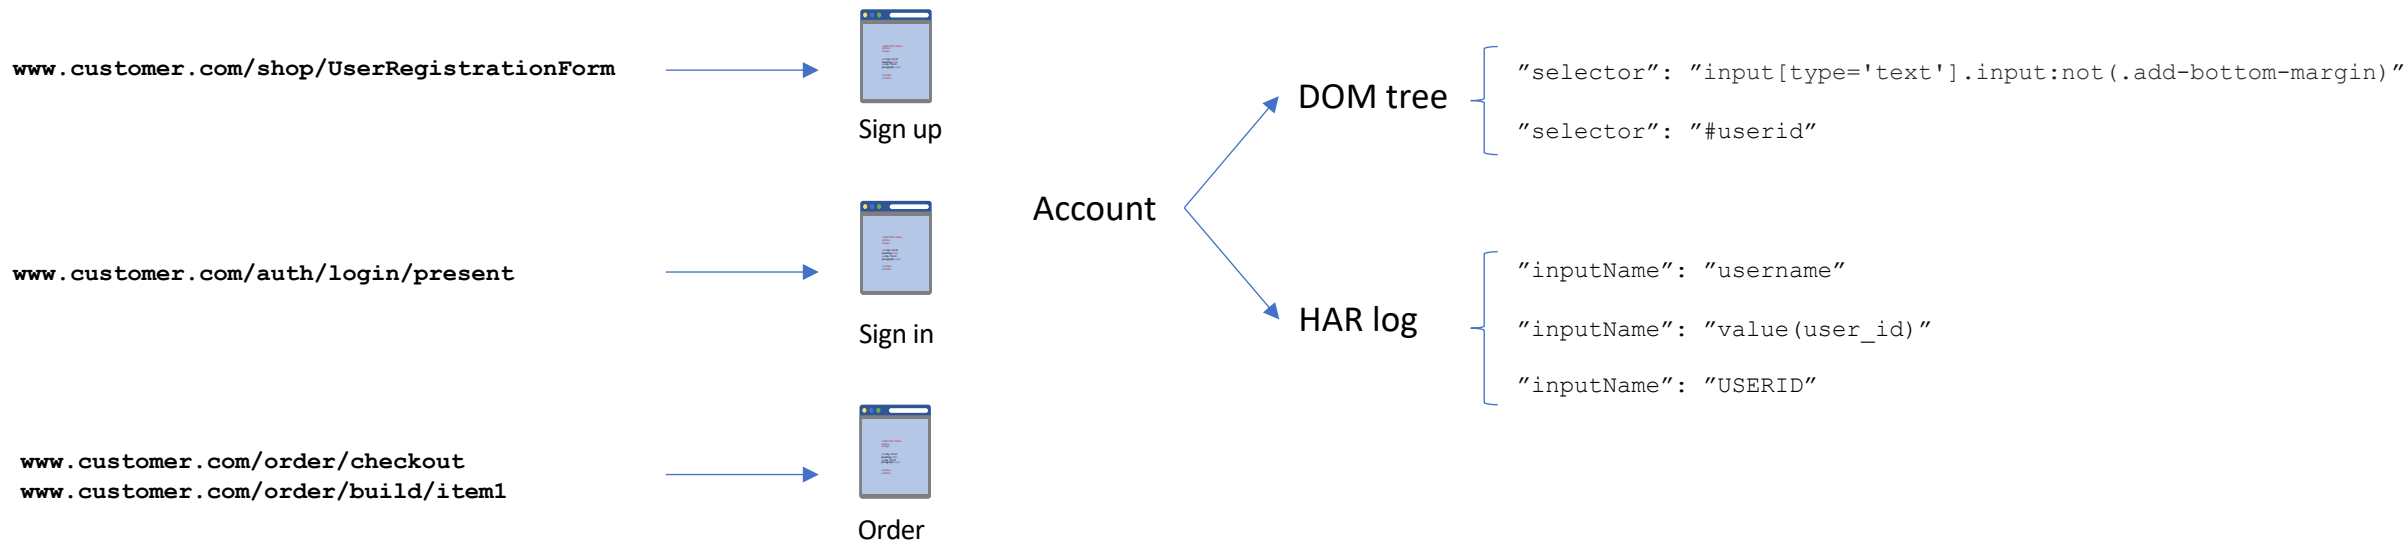 www.customer.com/shop/UserRegistrationForm
Sign up
www.customer.com/auth/login/present
Sign in
www.customer.com/order/checkout
www.customer.com/order/build/item1
Order
Account
DOM tree
”selector”: ”input[type='text'].input:not(.add-bottom-margin)”
”selector”: ”#userid”
HAR log
”inputName”: ”username”
”inputName”: ”value(user_id)”
”inputName”: ”USERID”